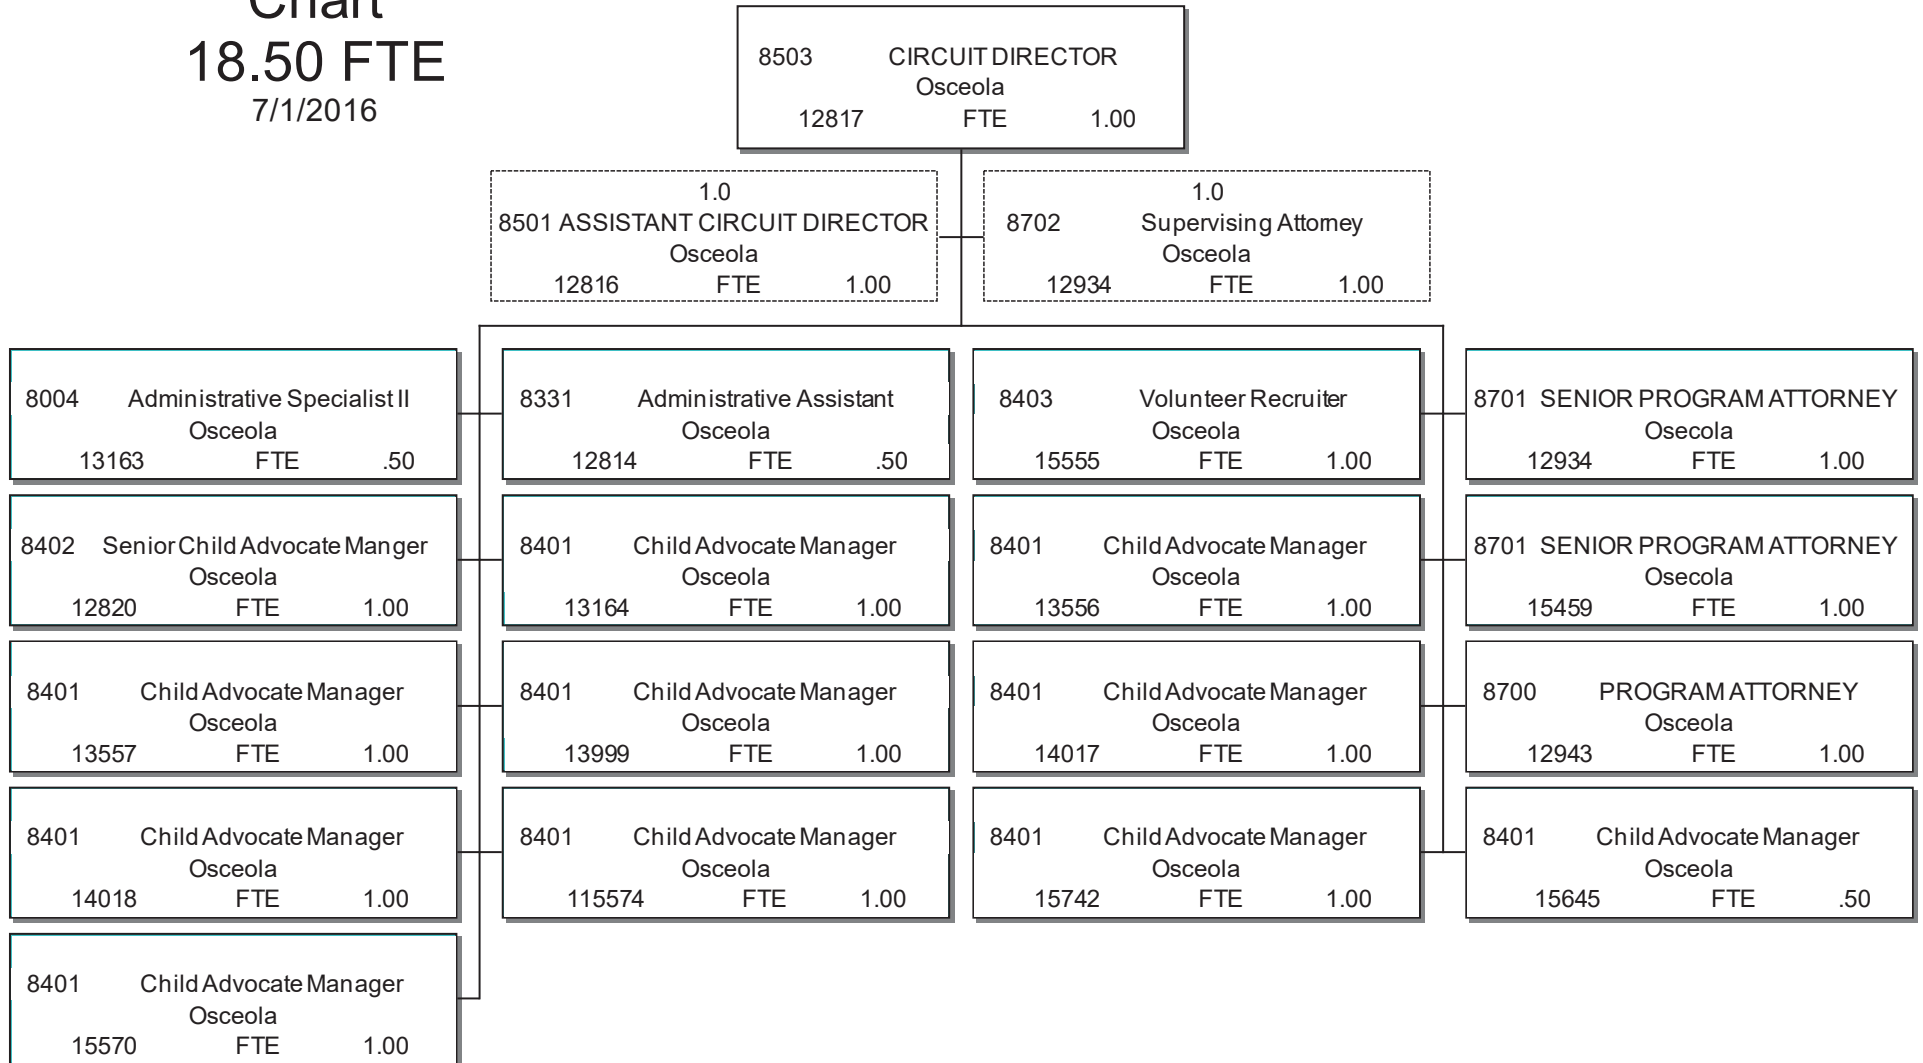 Chart
18.50 FTE
7/1/2016
8503 CIRCUIT DIRECTOR
Osceola
12817 FTE 1.00
1.0
8501 ASSISTANT CIRCUIT DIRECTOR
Osceola
12816 FTE 1.00
1.0
8702 Supervising Attorney
Osceola
12934 FTE 1.00
8004 Administrative Specialist II
Osceola
13163 FTE .50
8331 Administrative Assistant
Osceola
12814 FTE .50
8403 Volunteer Recruiter
Osceola
15555 FTE 1.00
8701 SENIOR PROGRAM ATTORNEY
Osecola
12934 FTE 1.00
8402 Senior Child Advocate Manger
Osceola
12820 FTE 1.00
8401 Child Advocate Manager
Osceola
13164 FTE 1.00
8401 Child Advocate Manager
Osceola
13556 FTE 1.00
8701 SENIOR PROGRAM ATTORNEY
Osecola
15459 FTE 1.00
8401 Child Advocate Manager
Osceola
13557 FTE 1.00
8401 Child Advocate Manager
Osceola
13999 FTE 1.00
8401 Child Advocate Manager
Osceola
14017 FTE 1.00
8700 PROGRAM ATTORNEY
Osceola
12943 FTE 1.00
8401 Child Advocate Manager
Osceola
14018 FTE 1.00
8401 Child Advocate Manager
Osceola
115574 FTE 1.00
8401 Child Advocate Manager
Osceola
15742 FTE 1.00
8401 Child Advocate Manager
Osceola
15645 FTE .50
8401 Child Advocate Manager
Osceola
15570 FTE 1.00